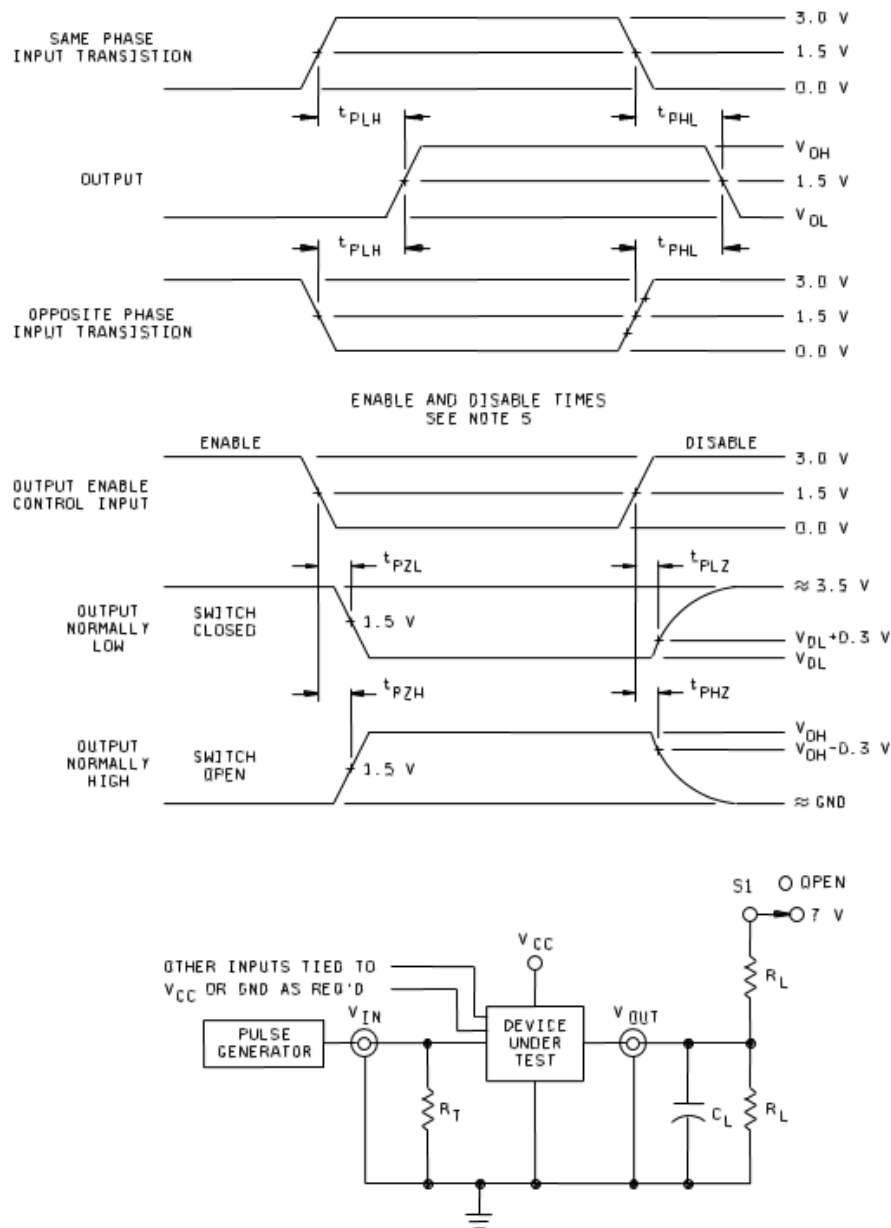 SAME PHASE
INPUT TRANSISTION
3.0 V
1.5 V
0.0 V
tPLH
tPHL
OUTPUT
VOH
1.5 V
VOL
tPLH
tPHL
OPPOSITE PHASE
INPUT TRANSISTION
3.0 V
1.5 V
0.0 V
ENABLE AND DISABLE TIMES
SEE NOTE 5
ENABLE
DISABLE
OUTPUT ENABLE
CONTROL INPUT
3.0 V
1.5 V
0.0 V
tPZL
tPLZ
OUTPUT
NORMALLY
LOW
SWITCH
CLOSED
1.5 V
≈ 3.5 V
VOL+0.3 V
VOL
tPZH
tPHZ
OUTPUT
NORMALLY
HIGH
SWITCH
OPEN
1.5 V
VOH
VOH-0.3 V
≈ GND
S1
OPEN
7 V
VCC
RL
OTHER INPUTS TIED TO
VCC OR GND AS REQ'D
PULSE
GENERATOR
VIN
DEVICE
UNDER
TEST
VOUT
RT
CL
RL